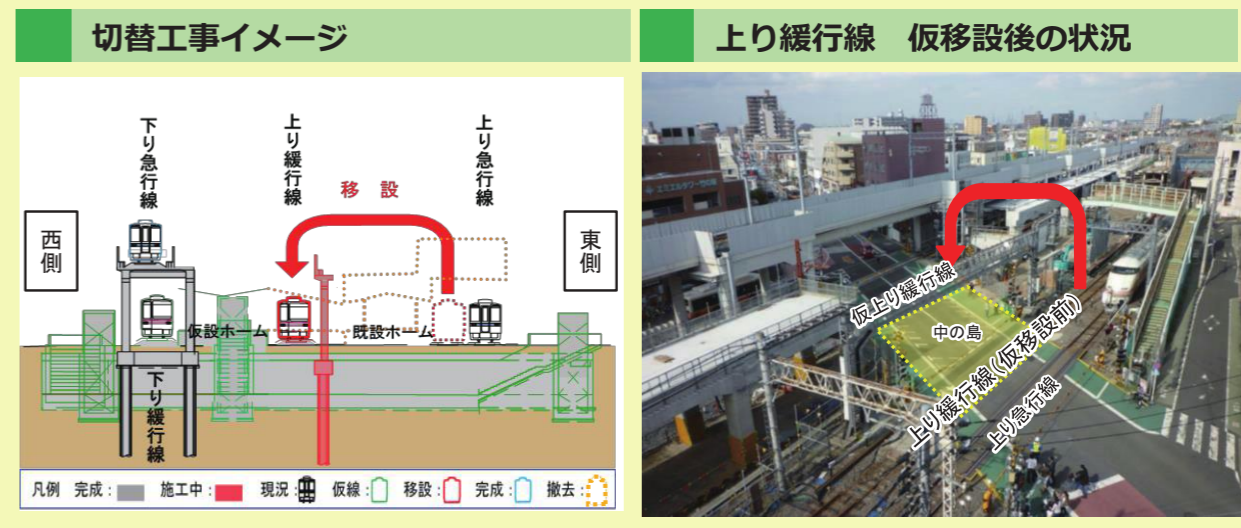 切替工事イメージ
下り急行線
上り緩行線
上り急行線
移設
西側
東側
仮設ホーム
既設ホーム
下り緩行線
凡例 完成: 施工中: 現況: 仮線: 移設: 完成: 撤去:
上り緩行線 仮移設後の状況
仮上り緩行線
中の島
上り緩行線(仮移設前)
上り急行線